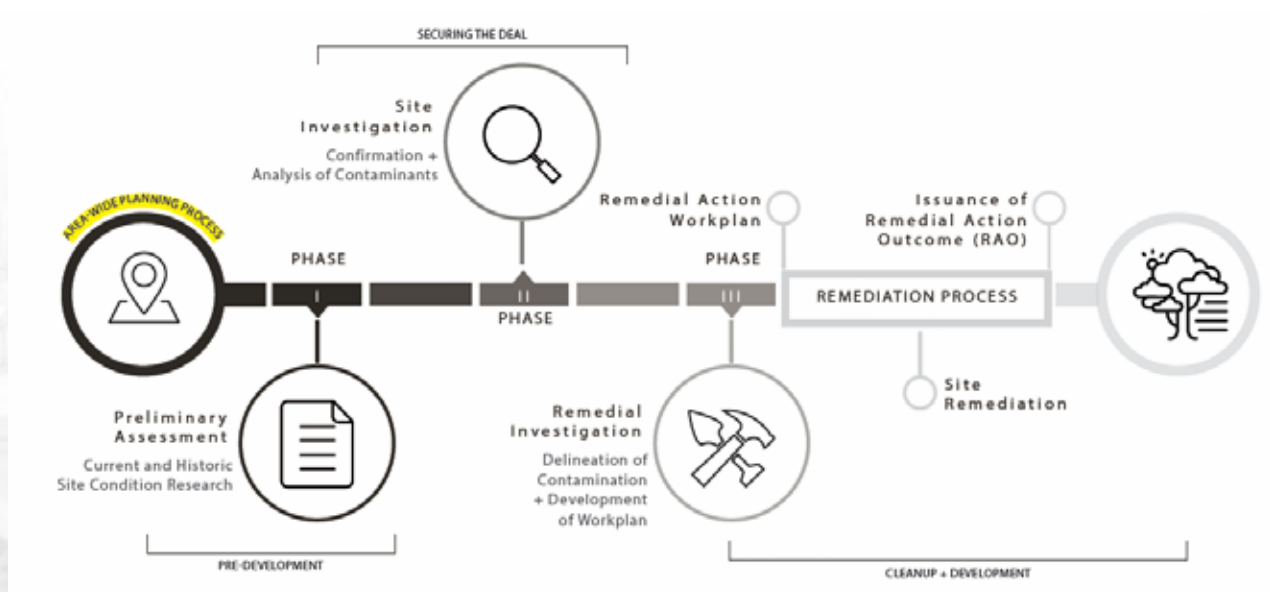 SECURING THE DEAL
Site
Investigation
Confirmation +
Analysis of Contaminants
AREA-WIDE PLANNING PROCESS
Remedial Action
Workplan
Issuance of
Remedial Action
Outcome (RAO)
PHASE
I
II
PHASE
PHASE
III
REMEDIATION PROCESS
Preliminary
Assessment
Current and Historic
Site Condition Research
Remedial
Investigation
Delineation of
Contamination
+ Development
of Workplan
Site
Remediation
PRE-DEVELOPMENT
CLEANUP + DEVELOPMENT